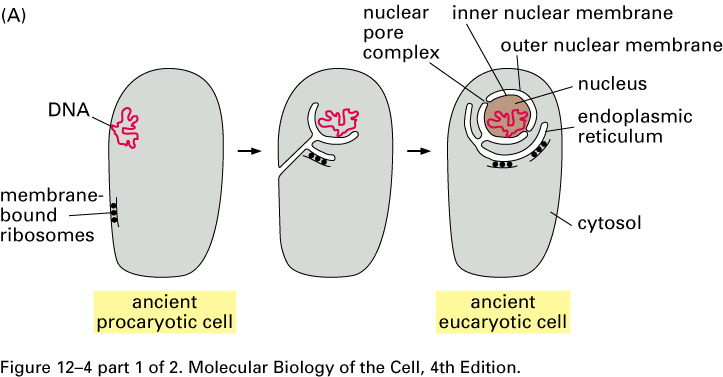 (A)
nuclear
pore
complex
inner nuclear membrane
outer nuclear membrane
nucleus
endoplasmic
reticulum
DNA
membrane-
bound
ribosomes
cytosol
ancient
procaryotic cell
ancient
eucaryotic cell
Figure 12–4 part 1 of 2. Molecular Biology of the Cell, 4th Edition.